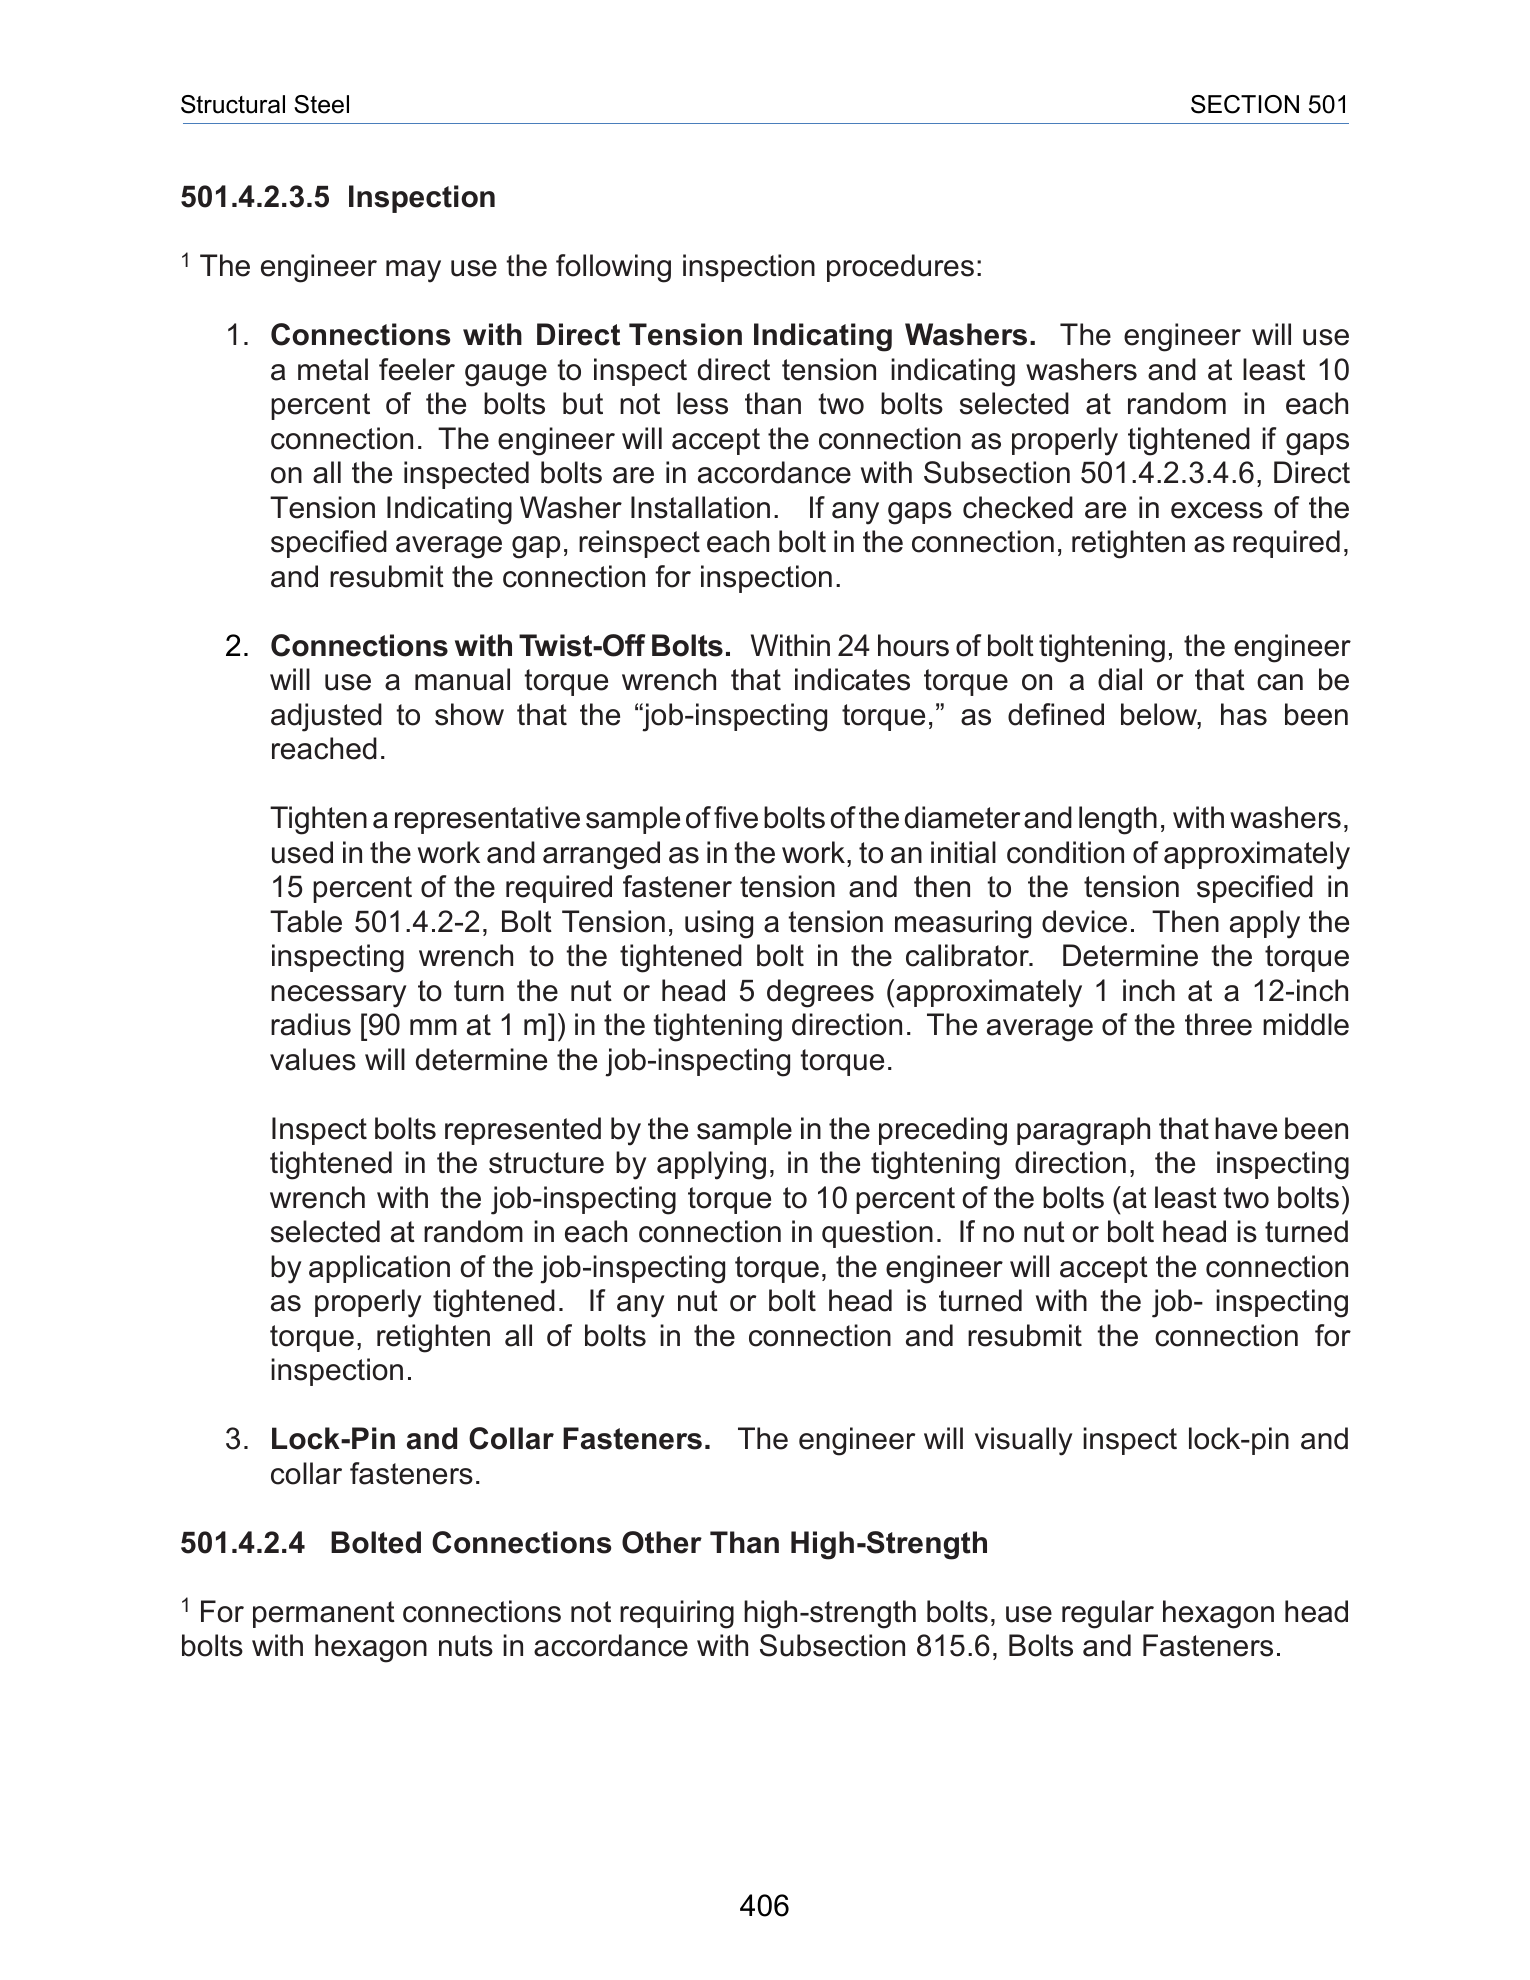 Structural Steel SECTION 501
501.4.2.3.5 Inspection
1 The engineer may use the following inspection procedures:
1. Connections with Direct Tension Indicating Washers. The engineer will use
a metal feeler gauge to inspect direct tension indicating washers and at least 10
percent of the bolts but not less than two bolts selected at random in each
connection. The engineer will accept the connection as properly tightened if gaps
on all the inspected bolts are in accordance with Subsection 501.4.2.3.4.6, Direct
Tension Indicating Washer Installation. If any gaps checked are in excess of the
specified average gap, reinspect each bolt in the connection, retighten as required,
and resubmit the connection for inspection.
2. Connections with Twist-Off Bolts. Within 24 hours of bolt tightening, the engineer
will use a manual torque wrench that indicates torque on a dial or that can be
adjusted to show that the “job-inspecting torque,” as defined below, has been
reached.
Tighten a representative sample of five bolts of the diameter and length, with washers,
used in the work and arranged as in the work, to an initial condition of approximately
15 percent of the required fastener tension and then to the tension specified in
Table 501.4.2-2, Bolt Tension, using a tension measuring device. Then apply the
inspecting wrench to the tightened bolt in the calibrator. Determine the torque
necessary to turn the nut or head 5 degrees (approximately 1 inch at a 12-inch
radius [90 mm at 1 m]) in the tightening direction. The average of the three middle
values will determine the job-inspecting torque.
Inspect bolts represented by the sample in the preceding paragraph that have been
tightened in the structure by applying, in the tightening direction, the inspecting
wrench with the job-inspecting torque to 10 percent of the bolts (at least two bolts)
selected at random in each connection in question. If no nut or bolt head is turned
by application of the job-inspecting torque, the engineer will accept the connection
as properly tightened. If any nut or bolt head is turned with the job- inspecting
torque, retighten all of bolts in the connection and resubmit the connection for
inspection.
3. Lock-Pin and Collar Fasteners. The engineer will visually inspect lock-pin and
collar fasteners.
501.4.2.4 Bolted Connections Other Than High-Strength
1 For permanent connections not requiring high-strength bolts, use regular hexagon head
bolts with hexagon nuts in accordance with Subsection 815.6, Bolts and Fasteners.
406